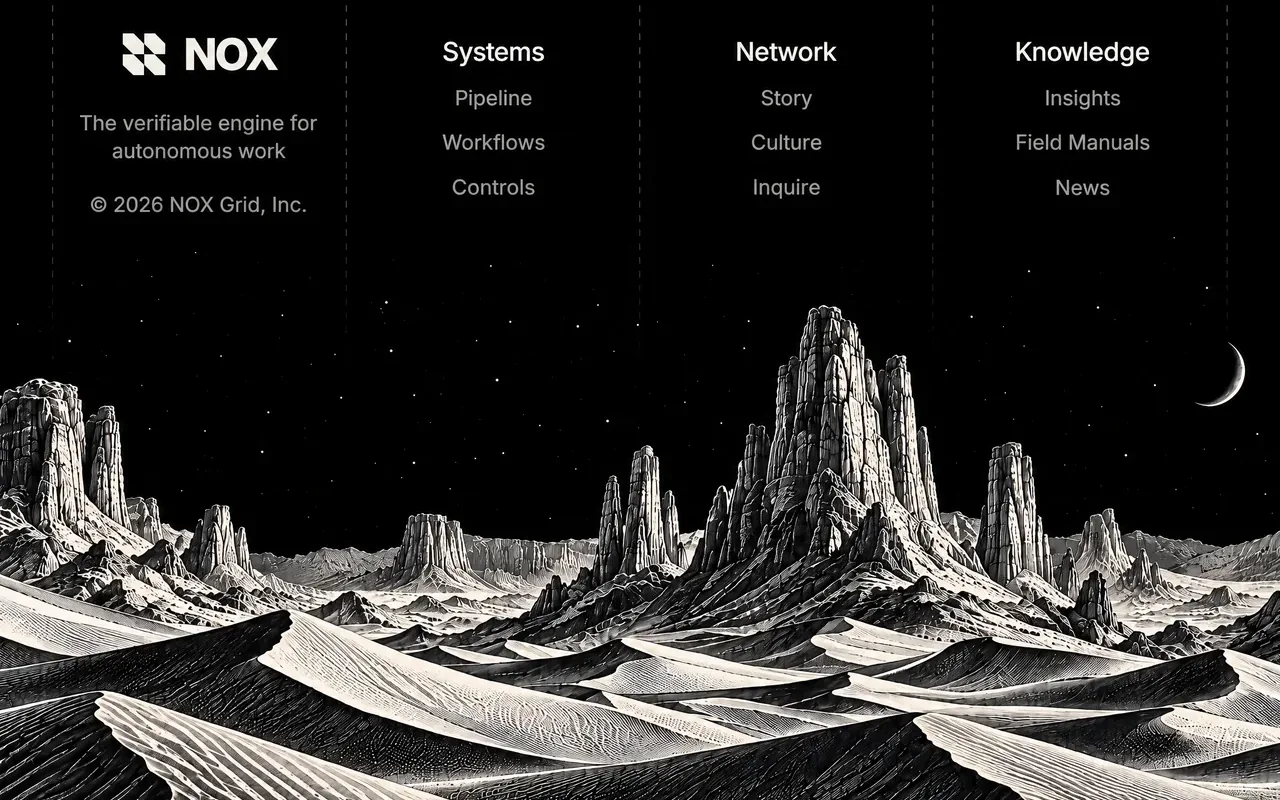 NOX
The verifiable engine for
autonomous work
© 2026 NOX Grid, Inc.
Systems
Pipeline
Workflows
Controls
Network
Story
Culture
Inquire
Knowledge
Insights
Field Manuals
News